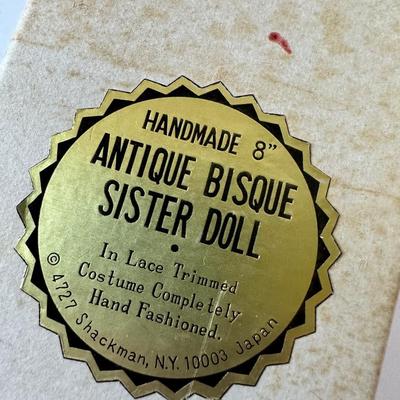 HANDMADE 8”
ANTIQUE BISQUE
SISTER DOLL
•
In Lace Trimmed
Costume Completely
Hand Fashioned.
© 4727 Shackman, N.Y. 10003 Japan